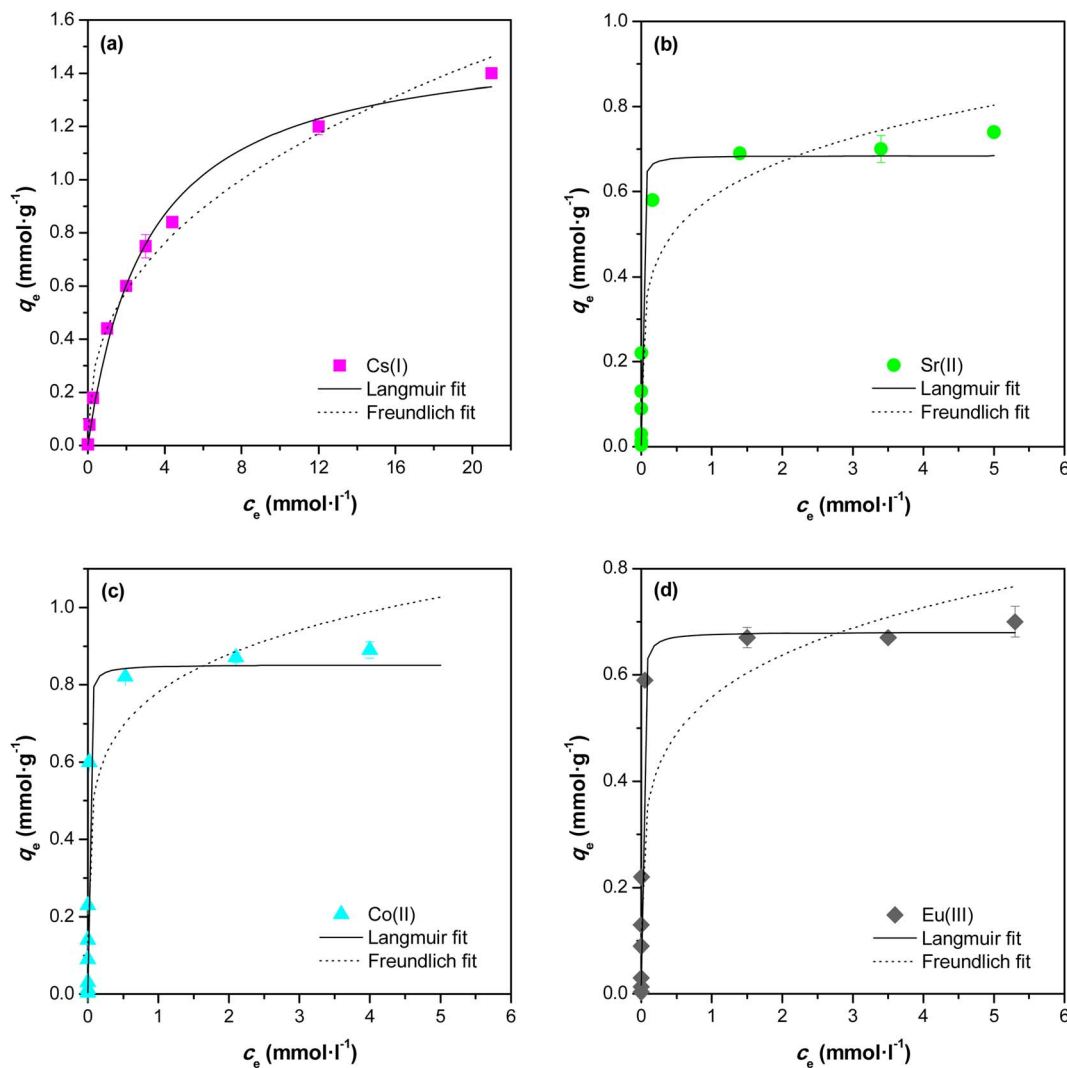 (a)
1.6
1.4
1.2
1.0
0.8
0.6
0.4
0.2
0.0
qe (mmol·g-1)
Cs(I)
Langmuir fit
Freundlich fit
0 4 8 12 16 20
ce (mmol·l-1)
(b)
1.0
0.8
0.6
0.4
0.2
0.0
qe (mmol·g-1)
Sr(II)
Langmuir fit
Freundlich fit
0 1 2 3 4 5 6
ce (mmol·l-1)
(c)
1.0
0.8
0.6
0.4
0.2
0.0
qe (mmol·g-1)
Co(II)
Langmuir fit
Freundlich fit
0 1 2 3 4 5 6
ce (mmol·l-1)
(d)
0.8
0.6
0.4
0.2
0.0
qe (mmol·g-1)
Eu(III)
Langmuir fit
Freundlich fit
0 1 2 3 4 5 6
ce (mmol·l-1)